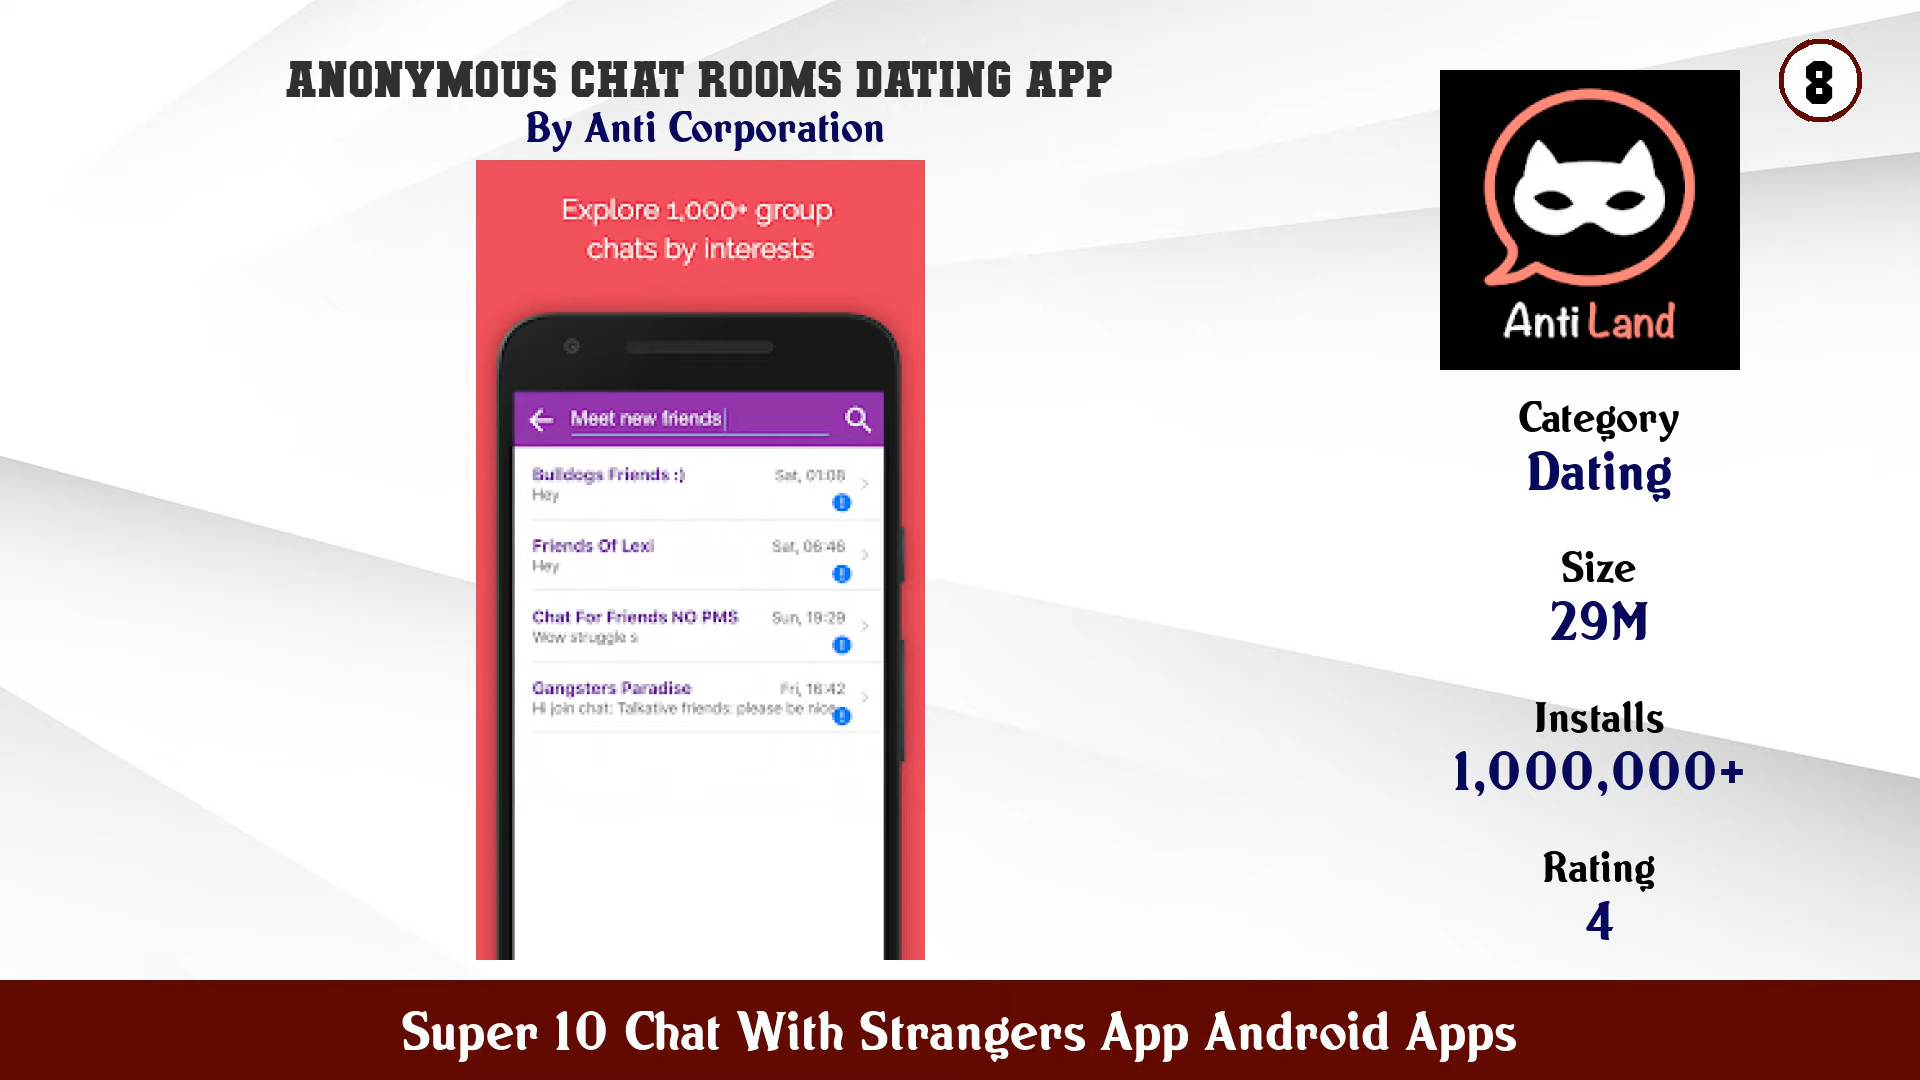 ANONYMOUS CHAT ROOMS DATING APP
By Anti Corporation
8
Explore 1,000+ group
chats by interests
Meet new friends
Bulldogs Friends :) Sat, 01:08
Hey
Friends Of Lexi Sat, 06:46
Hey
Chat For Friends NO PMS Sun, 19:29
Wow struggle s
Gangsters Paradise Fri, 16:42
Hi join chat: Talkative friends: please be nice
Anti Land
Category
Dating
Size
29M
Installs
1,000,000+
Rating
4
Super 10 Chat With Strangers App Android Apps